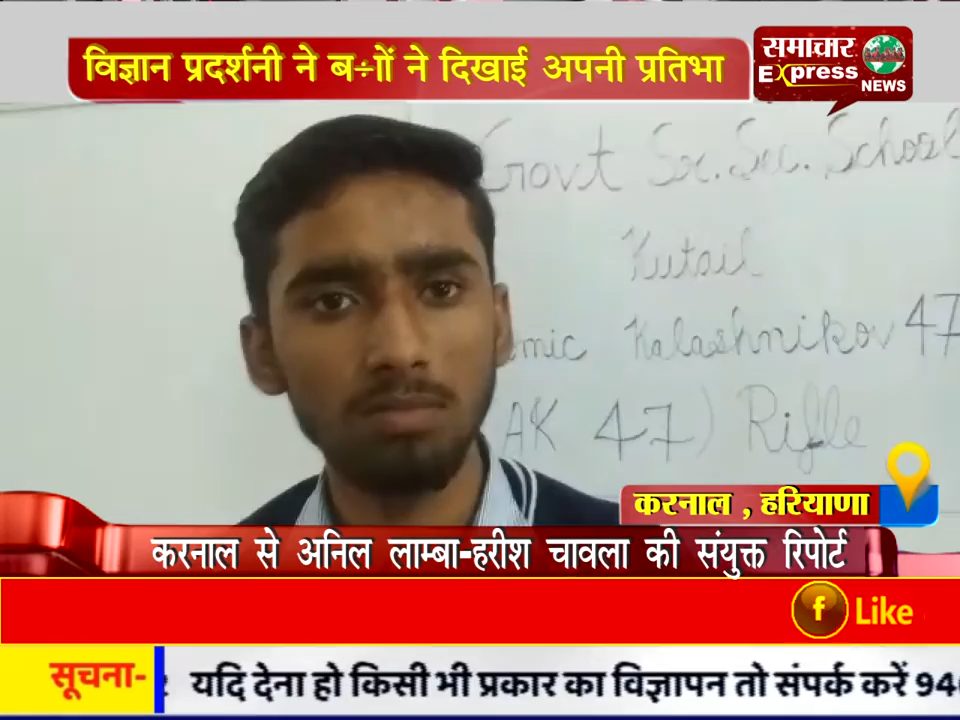 विज्ञान प्रदर्शनी ने ब÷ाों ने दिखाई अपनी प्रतिभा
समाचार
Express
NEWS
Govt Sr. Sec. School
Kutail
omic Kalashnikov 47
AK 47) Rifle
करनाल , हरियाणा
करनाल से अनिल लाम्बा-हरीश चावला की संयुक्त रिपोर्ट
f Like
सूचना- यदि देना हो किसी भी प्रकार का विज्ञापन तो संपर्क करें 94